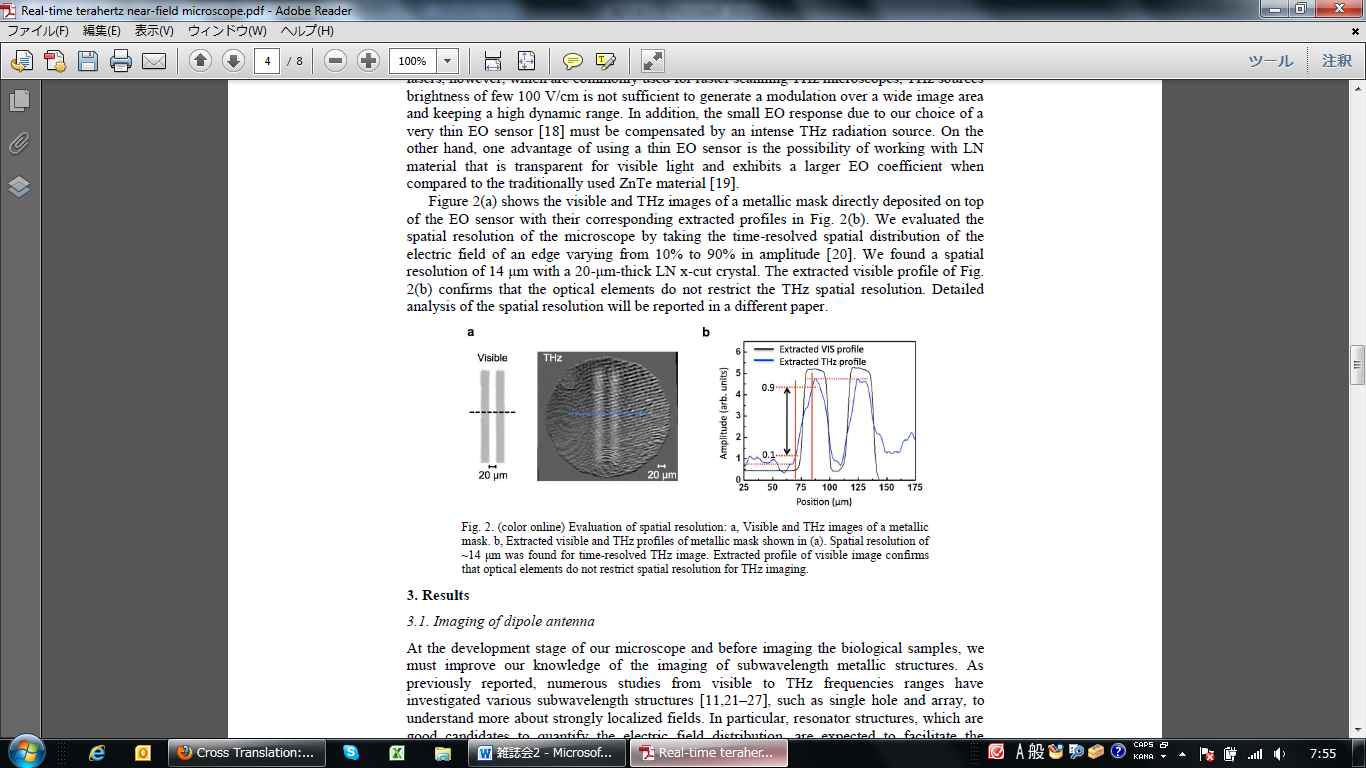 Real-time terahertz near-field microscope.pdf - Adobe Reader
ファイル(F) 編集(E) 表示(V) ウィンドウ(W) ヘルプ(H)
4 / 8 100% ツール 注釈
lasers, however, which are commonly used for raster scanning THz microscopes, THz sources
brightness of few 100 V/cm is not sufficient to generate a modulation over a wide image area
and keeping a high dynamic range. In addition, the small EO response due to our choice of a
very thin EO sensor [18] must be compensated by an intense THz radiation source. On the
other hand, one advantage of using a thin EO sensor is the possibility of working with LN
material that is transparent for visible light and exhibits a larger EO coefficient when
compared to the traditionally used ZnTe material [19].
Figure 2(a) shows the visible and THz images of a metallic mask directly deposited on top
of the EO sensor with their corresponding extracted profiles in Fig. 2(b). We evaluated the
spatial resolution of the microscope by taking the time-resolved spatial distribution of the
electric field of an edge varying from 10% to 90% in amplitude [20]. We found a spatial
resolution of 14 μm with a 20-μm-thick LN x-cut crystal. The extracted visible profile of Fig.
2(b) confirms that the optical elements do not restrict the THz spatial resolution. Detailed
analysis of the spatial resolution will be reported in a different paper.
a
Visible
20 μm
THz
20 μm
b
Extracted VIS profile
Extracted THz profile
Amplitude (arb. units)
6
5
4
3
2
1
0
0.9
0.1
25 50 75 100 125 150 175
Position (μm)
Fig. 2. (color online) Evaluation of spatial resolution: a, Visible and THz images of a metallic
mask. b, Extracted visible and THz profiles of metallic mask shown in (a). Spatial resolution of
~14 μm was found for time-resolved THz image. Extracted profile of visible image confirms
that optical elements do not restrict spatial resolution for THz imaging.
3. Results
3.1. Imaging of dipole antenna
At the development stage of our microscope and before imaging the biological samples, we
must improve our knowledge of the imaging of subwavelength metallic structures. As
previously reported, numerous studies from visible to THz frequencies ranges have
investigated various subwavelength structures [11,21–27], such as single hole and array, to
understand more about strongly localized fields. In particular, resonator structures, which are
good candidates to quantify the electric field distribution, are expected to facilitate the
Cross Translation:... 雑誌会2 - Microsof... Real-time teraher... A 般 CAPS KANA 7:55